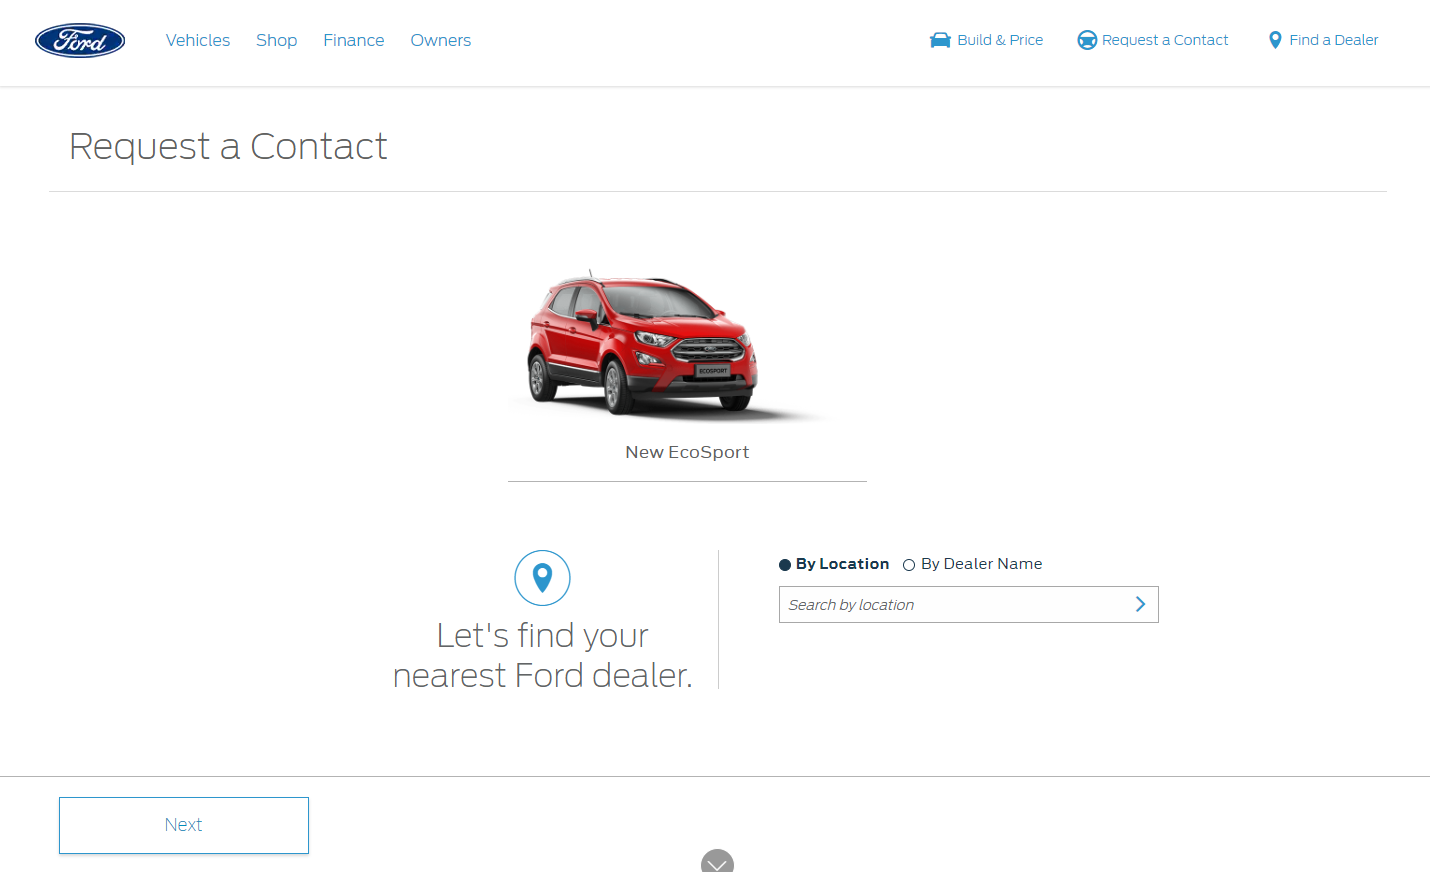 Ford
Vehicles Shop Finance Owners
Build & Price Request a Contact Find a Dealer
Request a Contact
ECOSPORT
New EcoSport
By Location By Dealer Name
Search by location
Let's find your
nearest Ford dealer.
Next